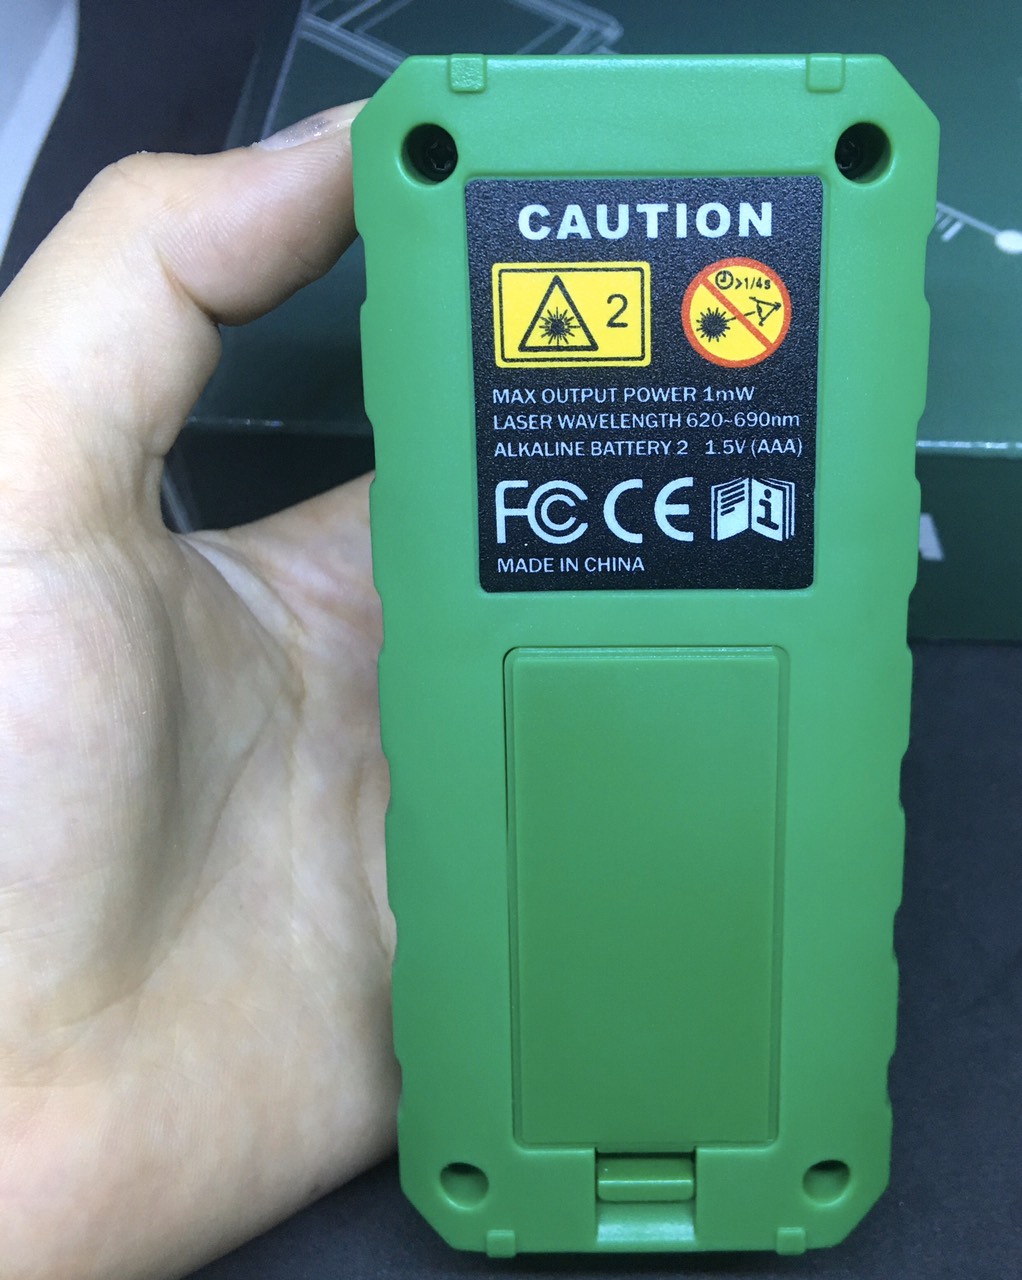 CAUTION
2
>1/4s
MAX OUTPUT POWER 1mW
LASER WAVELENGTH 620~690nm
ALKALINE BATTERY 2 1.5V (AAA)
FC CE i
MADE IN CHINA